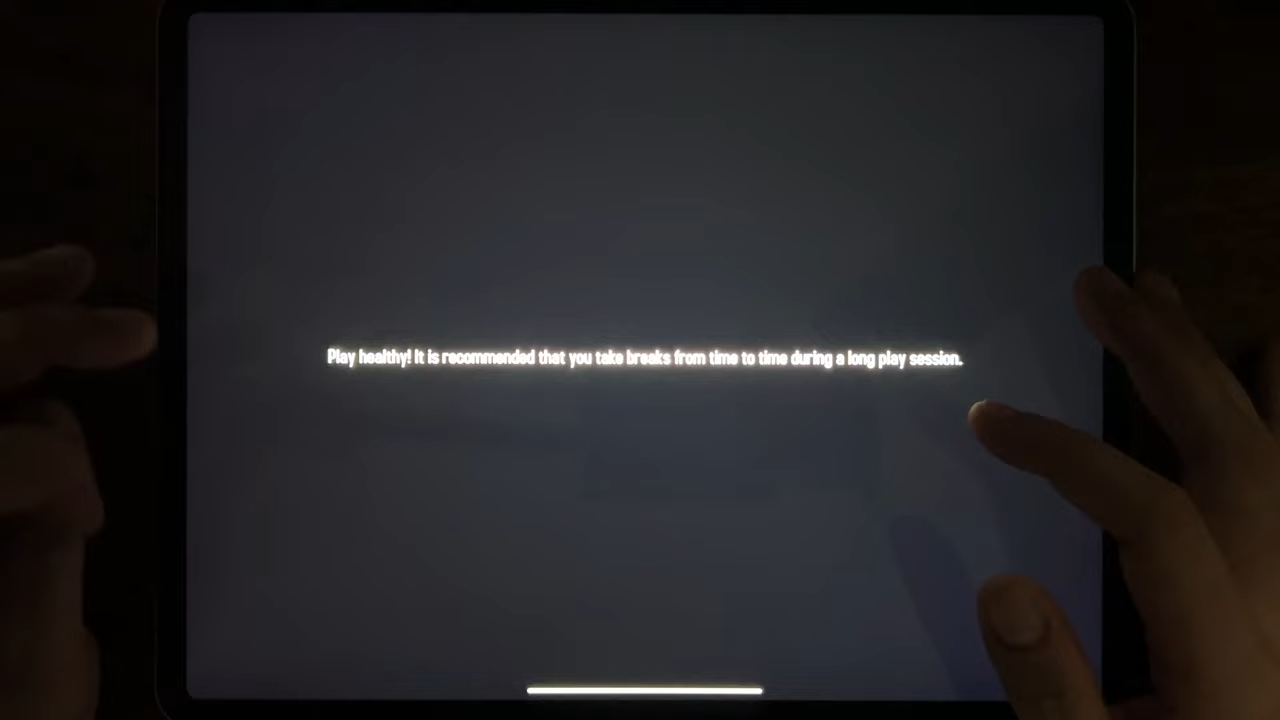 Play healthy! It is recommended that you take breaks from time to time during a long play session.